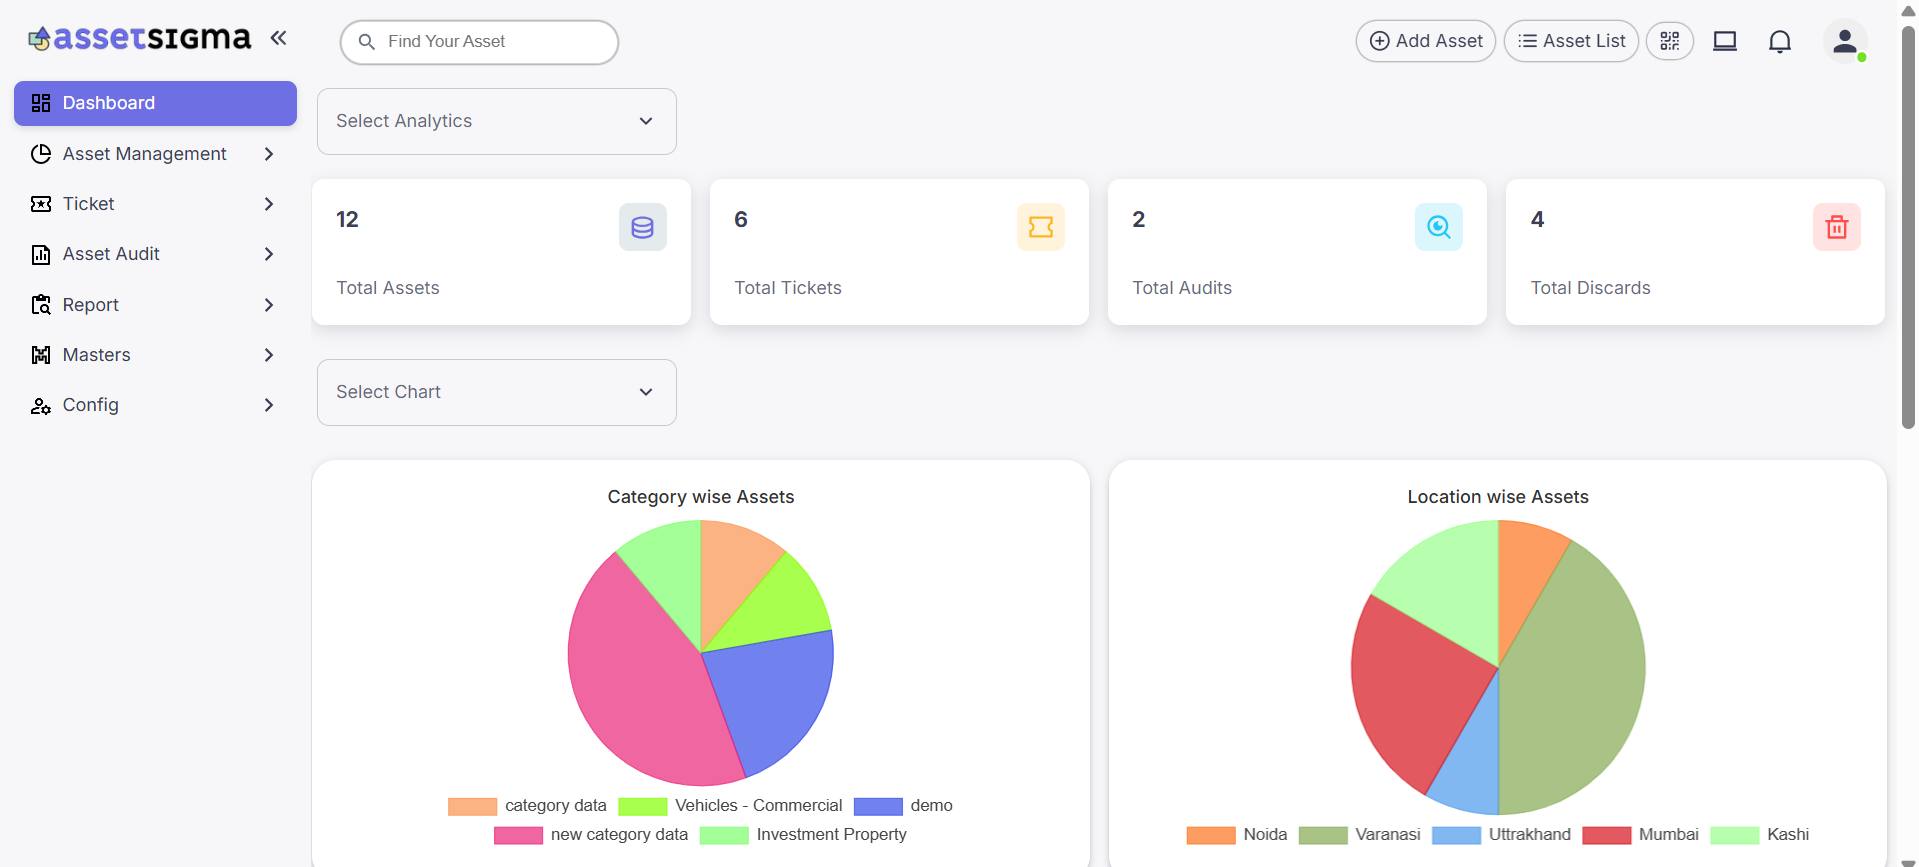 assetsigma
Find Your Asset
Add Asset
Asset List
Dashboard
Asset Management
Ticket
Asset Audit
Report
Masters
Config
Select Analytics
12
Total Assets
6
Total Tickets
2
Total Audits
4
Total Discards
Select Chart
Category wise Assets
category data Vehicles - Commercial demo
new category data Investment Property
Location wise Assets
Noida Varanasi Uttrakhand Mumbai Kashi